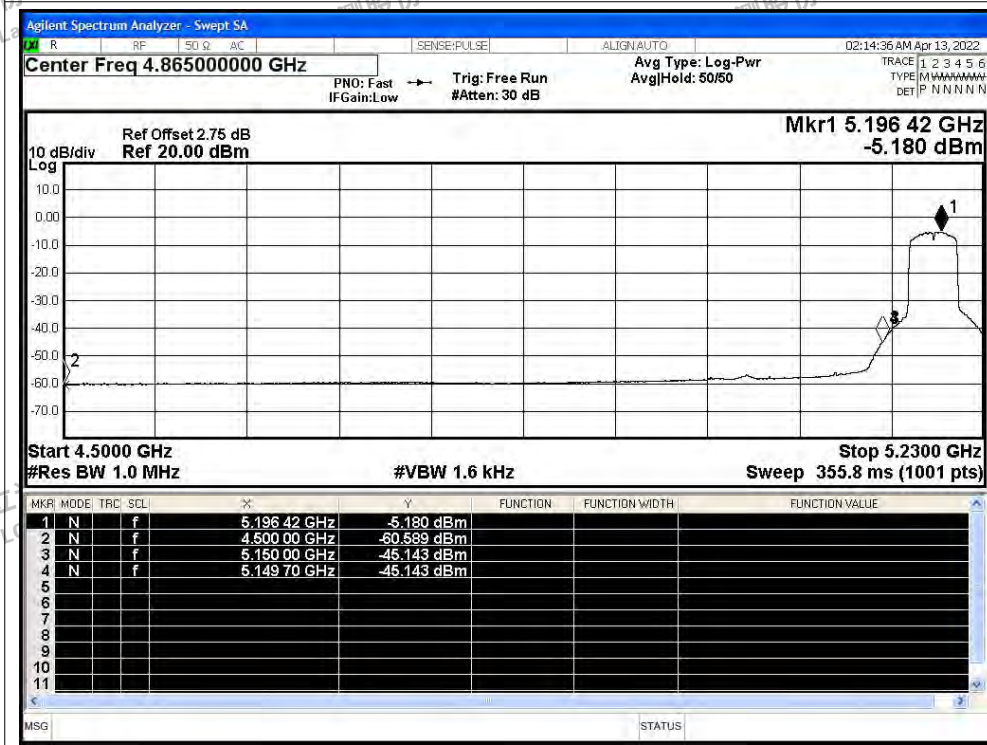 Agilent Spectrum Analyzer - Swept SA
R RF 50 Ω AC SENSE:PULSE ALIGN AUTO 02:14:36 AM Apr 13, 2022
Center Freq 4.865000000 GHz
PNO: Fast
IFGain:Low
Trig: Free Run
#Atten: 30 dB
Avg Type: Log-Pwr
Avg|Hold: 50/50
TRACE 1 2 3 4 5 6
TYPE M
DET P N N N N N
Ref Offset 2.75 dB
10 dB/div Ref 20.00 dBm
Log
Mkr1 5.196 42 GHz
-5.180 dBm
10.0
0.00
-10.0
-20.0
-30.0
-40.0
-50.0
-60.0
-70.0
1
2
Start 4.5000 GHz Stop 5.2300 GHz
#Res BW 1.0 MHz #VBW 1.6 kHz Sweep 355.8 ms (1001 pts)
MKR MODE TRC SCL X Y FUNCTION FUNCTION WIDTH FUNCTION VALUE
1 N f 5.196 42 GHz -5.180 dBm
2 N f 4.500 00 GHz -60.589 dBm
3 N f 5.150 00 GHz -45.143 dBm
4 N f 5.149 70 GHz -45.143 dBm
5
6
7
8
9
10
11
MSG STATUS